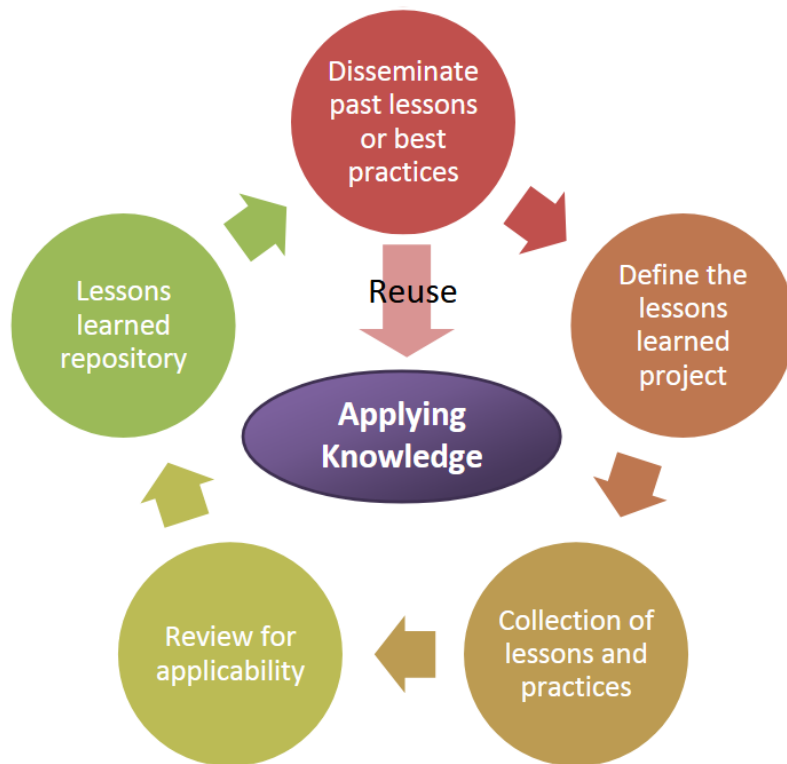 Disseminate
past lessons
or best
practices
Define the
lessons
learned
project
Collection of
lessons and
practices
Review for
applicability
Lessons
learned
repository
Reuse
Applying
Knowledge